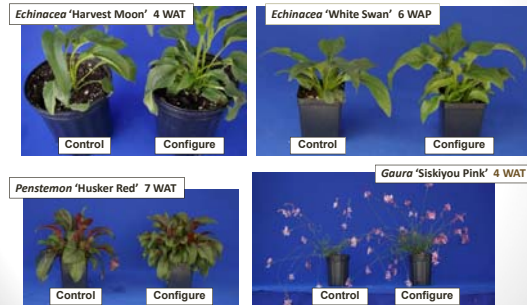 Echinacea ‘Harvest Moon’ 4 WAT
Echinacea ‘White Swan’ 6 WAP
Control
Configure
Control
Configure
Penstemon ‘Husker Red’ 7 WAT
Gaura ‘Siskiyou Pink’ 4 WAT
Control
Configure
Control
Configure